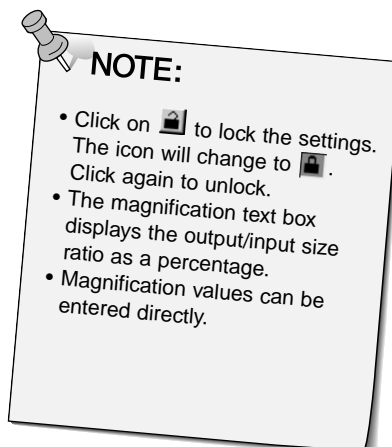 NOTE:
• Click on to lock the settings.
The icon will change to .
Click again to unlock.
• The magnification text box
displays the output/input size
ratio as a percentage.
• Magnification values can be
entered directly.